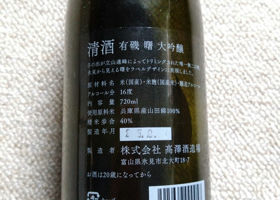 清酒 有磯 曙 大吟醸
原材料名 米(国産)・米麹(国産米)・醸造アルコール
アルコール分 16度
内容量 720ml
使用原料米 兵庫県産山田錦100%
精米歩合 40%
製造年月
製造者 株式会社 高澤酒造場
富山県氷見市北大町18-7
お酒は20歳になってから